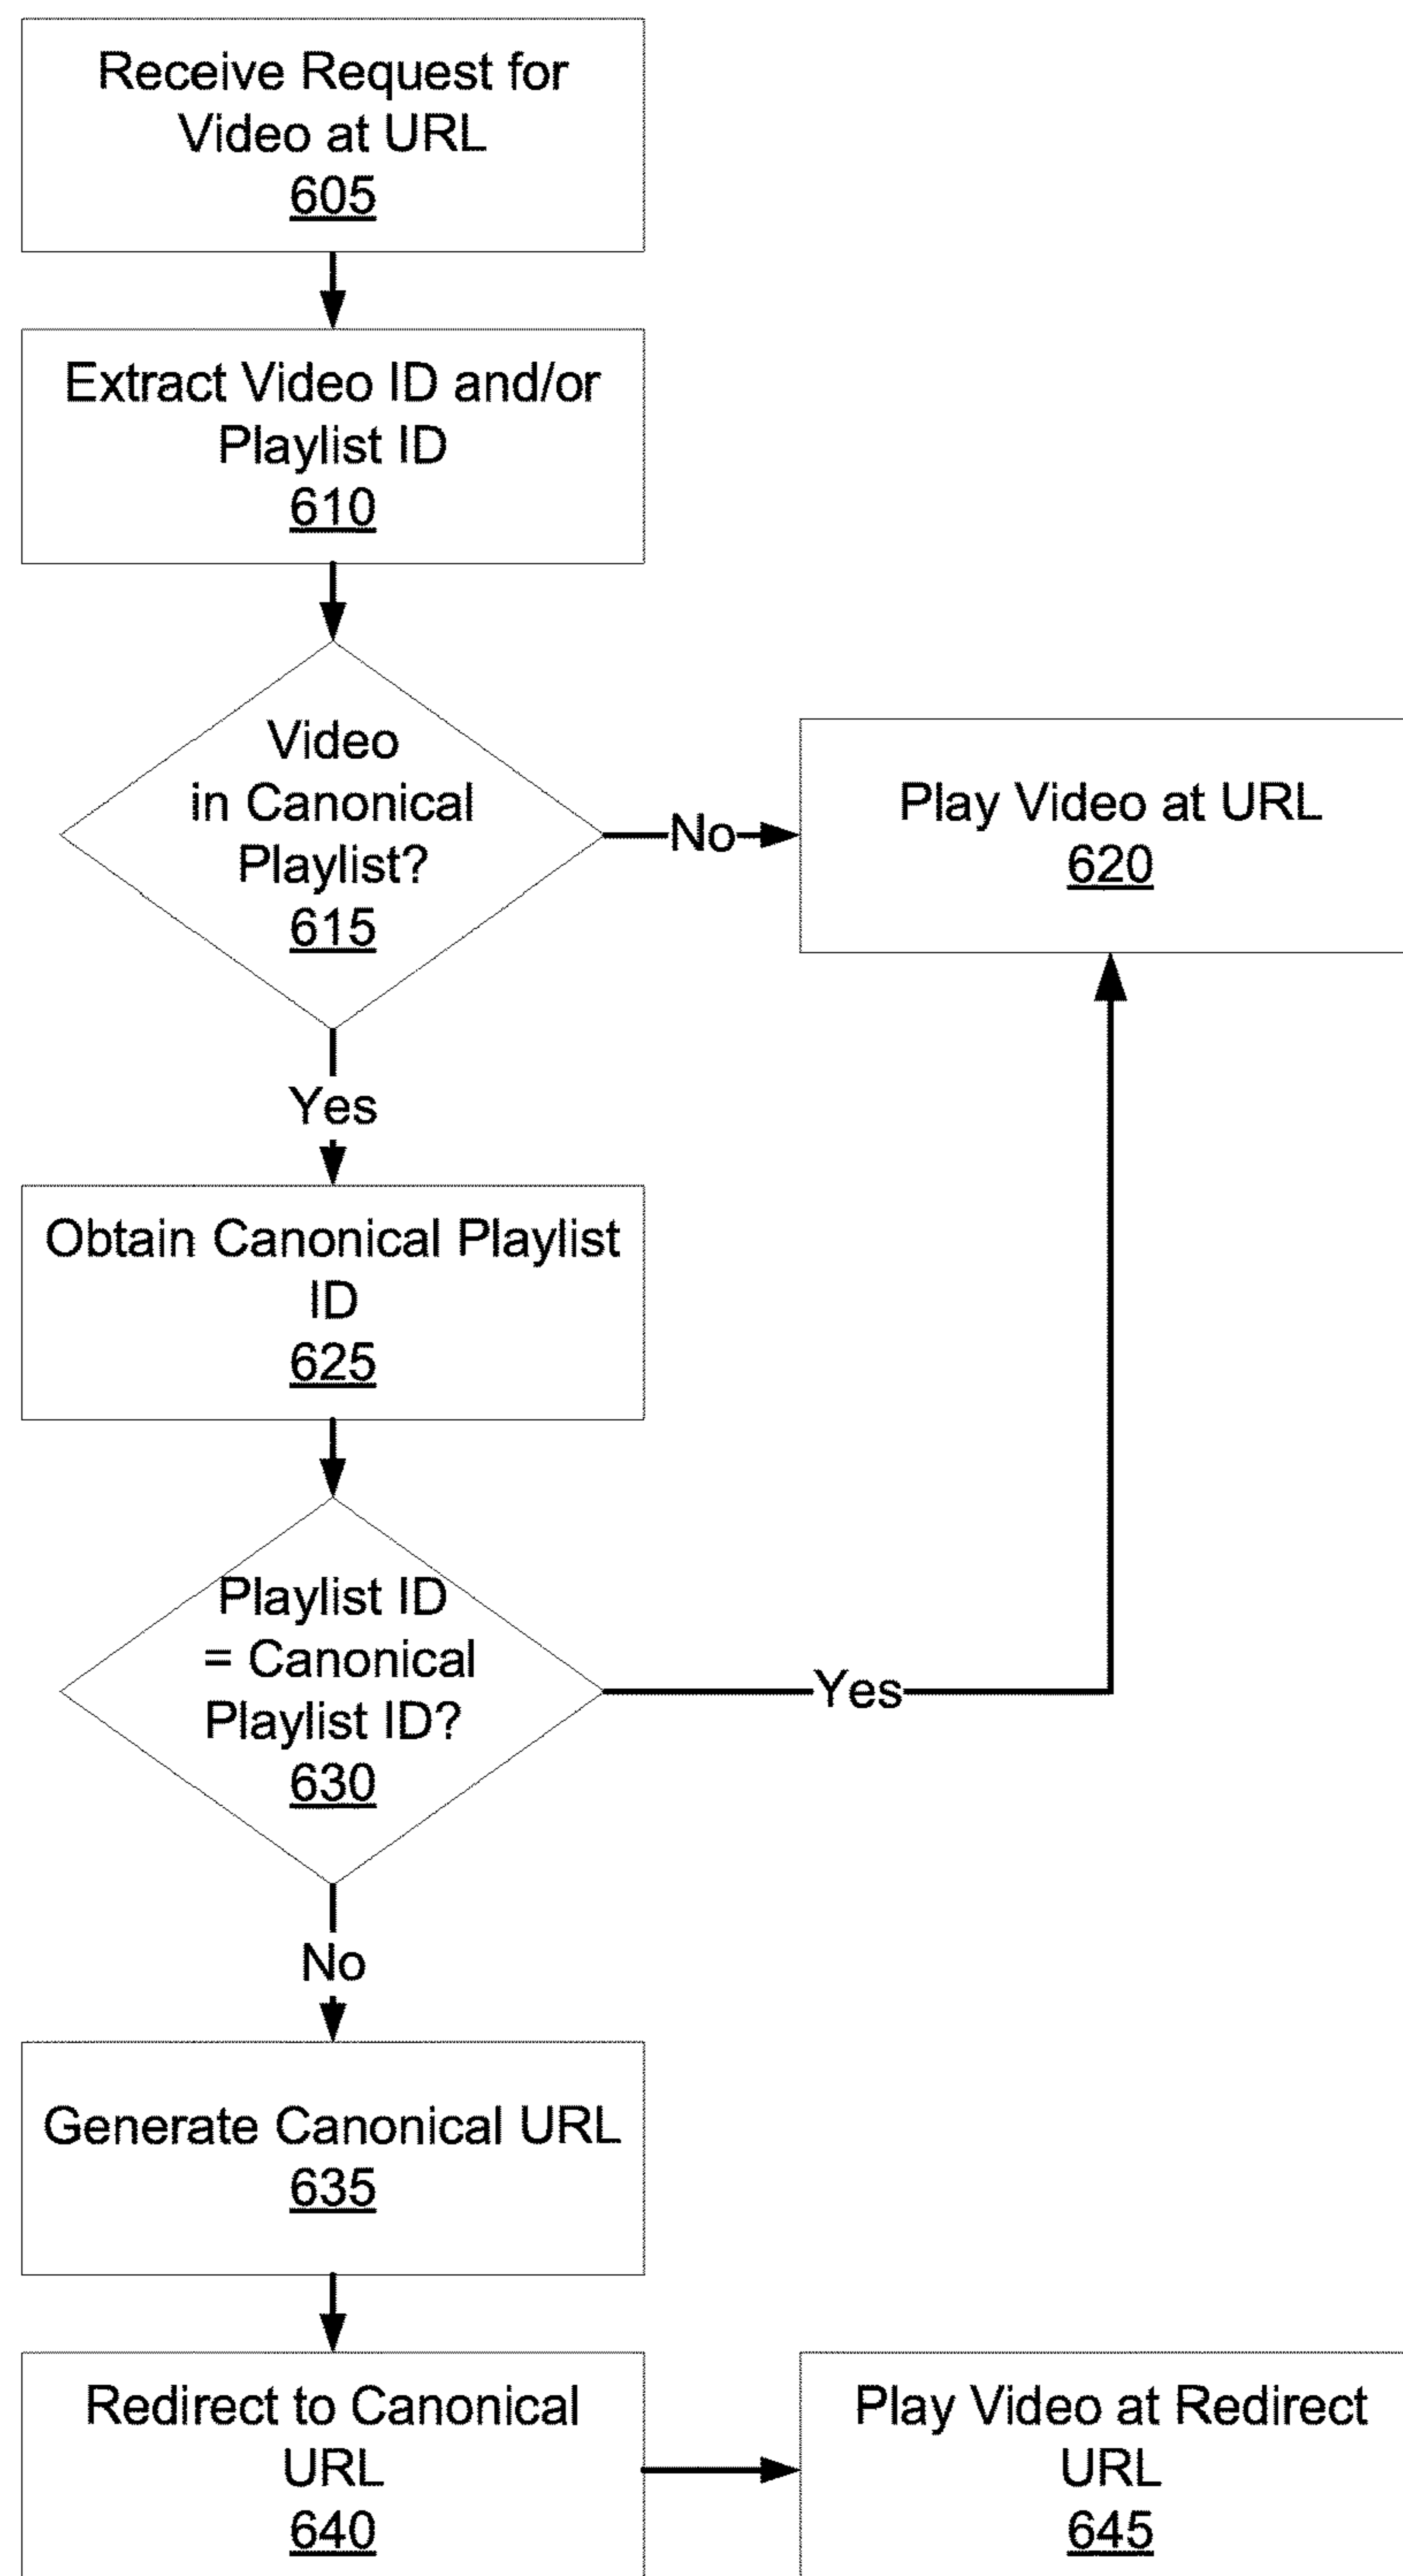 Receive Request for
Video at URL
605
Extract Video ID and/or
Playlist ID
610
Video
in Canonical
Playlist?
615
No
Play Video at URL
620
Yes
Obtain Canonical Playlist
ID
625
Playlist ID
= Canonical
Playlist ID?
630
Yes
No
Generate Canonical URL
635
Redirect to Canonical
URL
640
Play Video at Redirect
URL
645